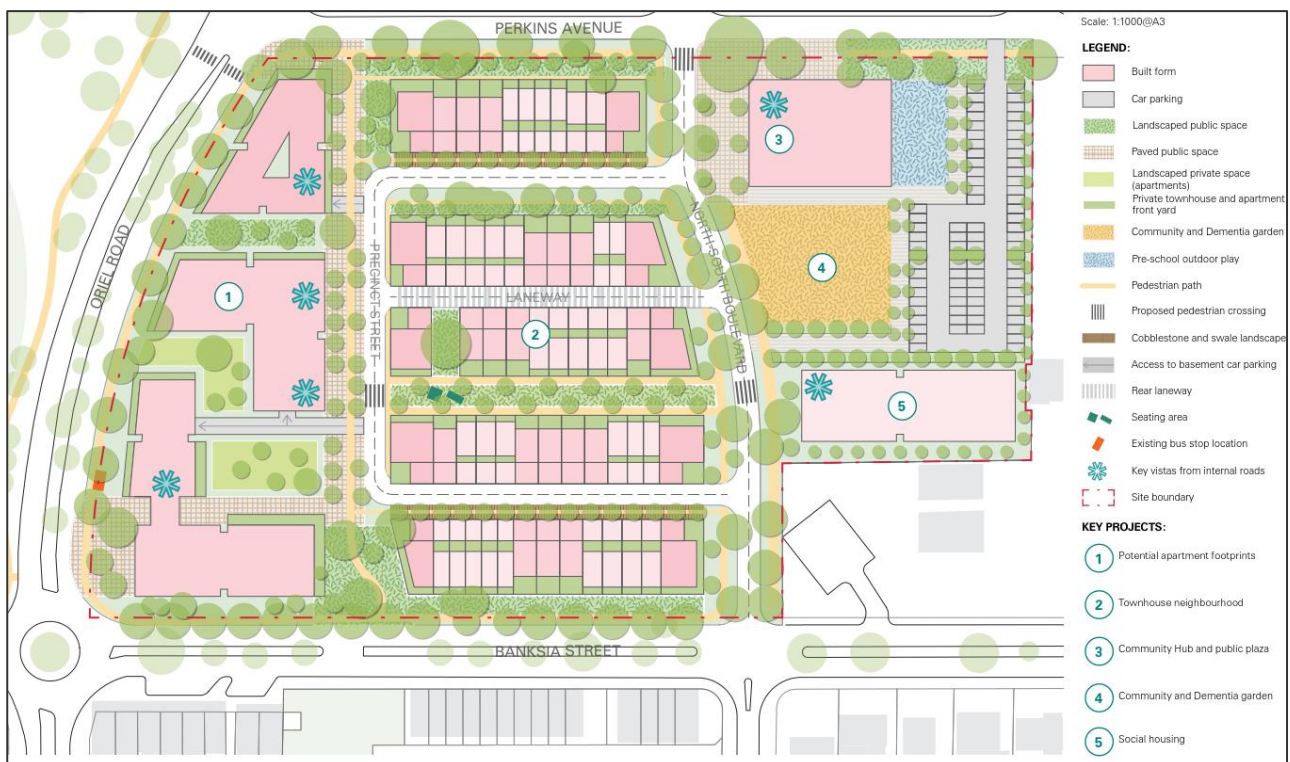 PERKINS AVENUE
ORIEL ROAD
PRECINCT STREET
NORTH-SOUTH BOULEVARD
LANEWAY
BANKSIA STREET
1
2
3
4
5
Scale: 1:1000@A3
LEGEND:
Built form
Car parking
Landscaped public space
Paved public space
Landscaped private space
(apartments)
Private townhouse and apartment
front yard
Community and Dementia garden
Pre-school outdoor play
Pedestrian path
Proposed pedestrian crossing
Cobblestone and swale landscape
Access to basement car parking
Rear laneway
Seating area
Existing bus stop location
Key vistas from internal roads
Site boundary
KEY PROJECTS:
1 Potential apartment footprints
2 Townhouse neighbourhood
3 Community Hub and public plaza
4 Community and Dementia garden
5 Social housing